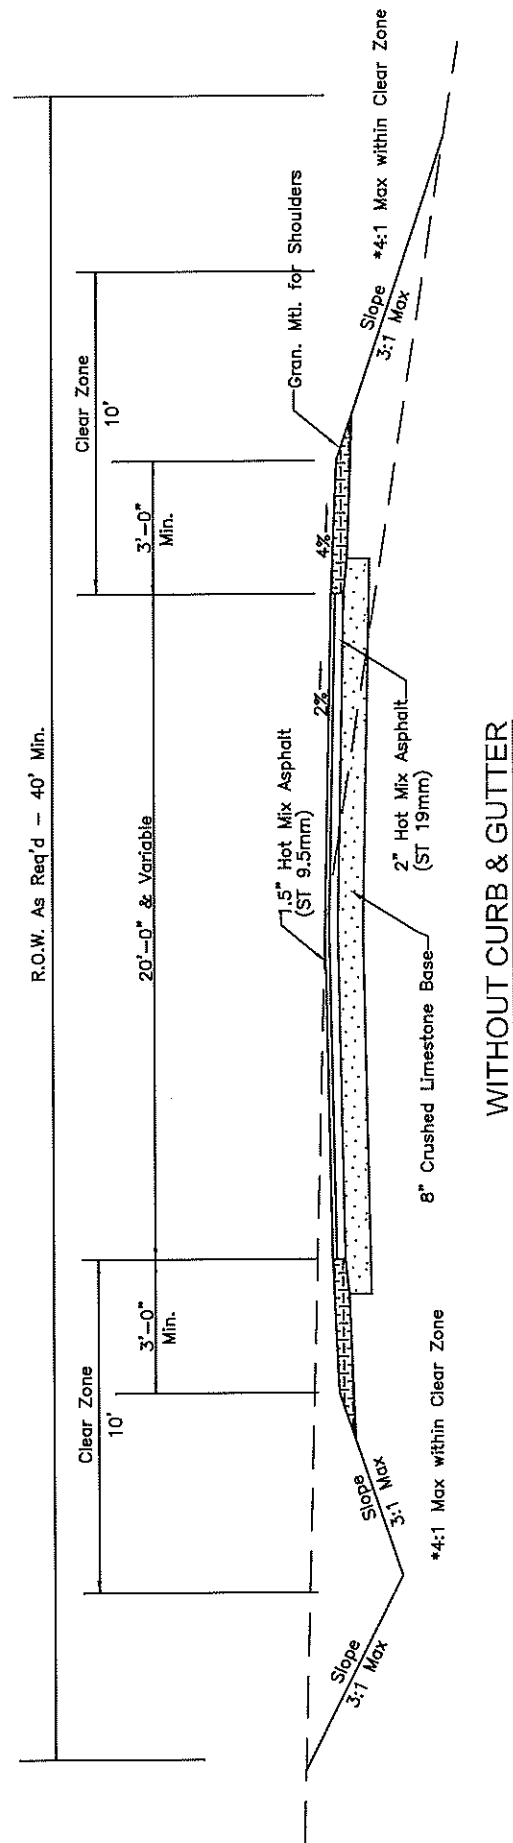 R.O.W. As Req'd – 40' Min.
Clear Zone
10'
3'–0"
Min.
20'–0" & Variable
3'–0"
Min.
Clear Zone
10'
1.5" Hot Mix Asphalt
(ST 9.5mm)
2%
4%
Gran. Mtl. for Shoulders
Slope
3:1 Max
Slope
3:1 Max
*4:1 Max within Clear Zone
8" Crushed Limestone Base
2" Hot Mix Asphalt
(ST 19mm)
Slope
3:1 Max
*4:1 Max within Clear Zone
WITHOUT CURB & GUTTER